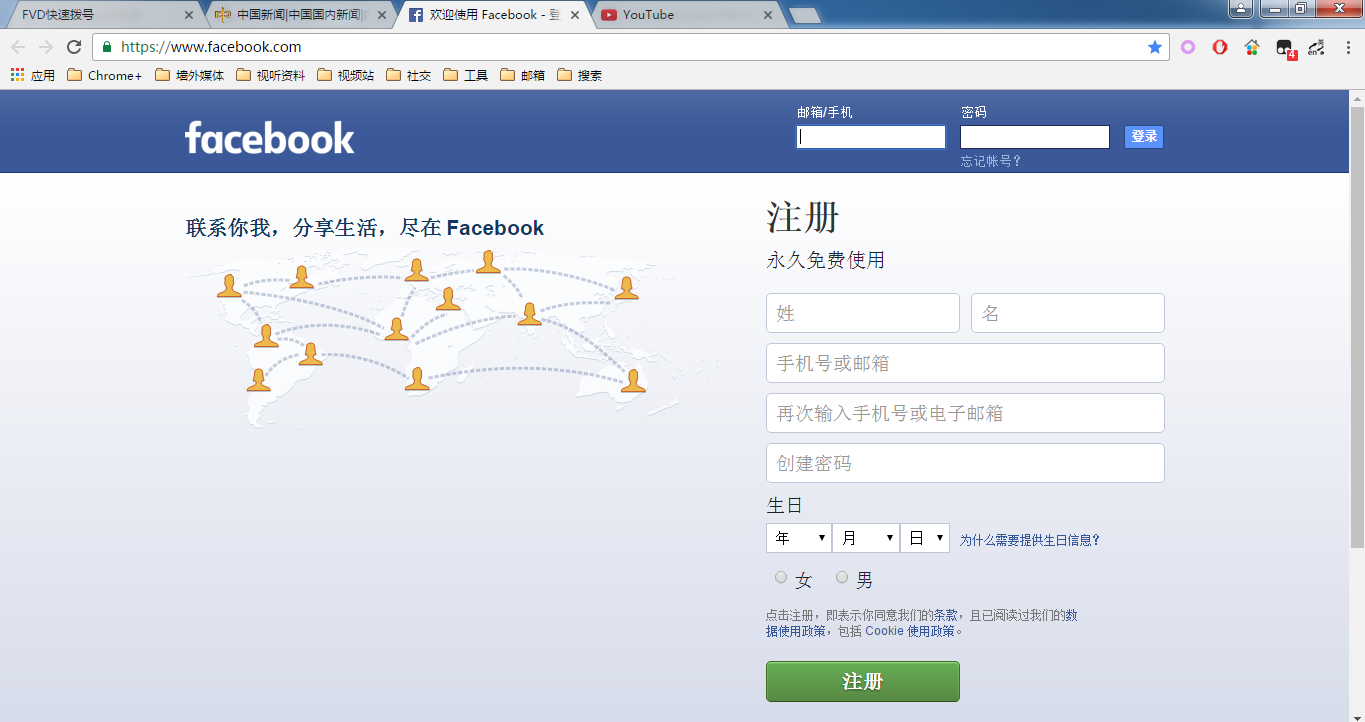 FVD快速拨号
中国新闻|中国国内新闻|
欢迎使用 Facebook - 登
YouTube
https://www.facebook.com
应用 Chrome+ 墙外媒体 视听资料 视频站 社交 工具 邮箱 搜索
4
en
英
facebook
邮箱/手机
密码
登录
忘记帐号？
联系你我，分享生活，尽在 Facebook
注册
永久免费使用
姓
名
手机号或邮箱
再次输入手机号或电子邮箱
创建密码
生日
年 月 日 为什么需要提供生日信息？
女 男
点击注册，即表示你同意我们的条款，且已阅读过我们的数
据使用政策，包括 Cookie 使用政策。
注册